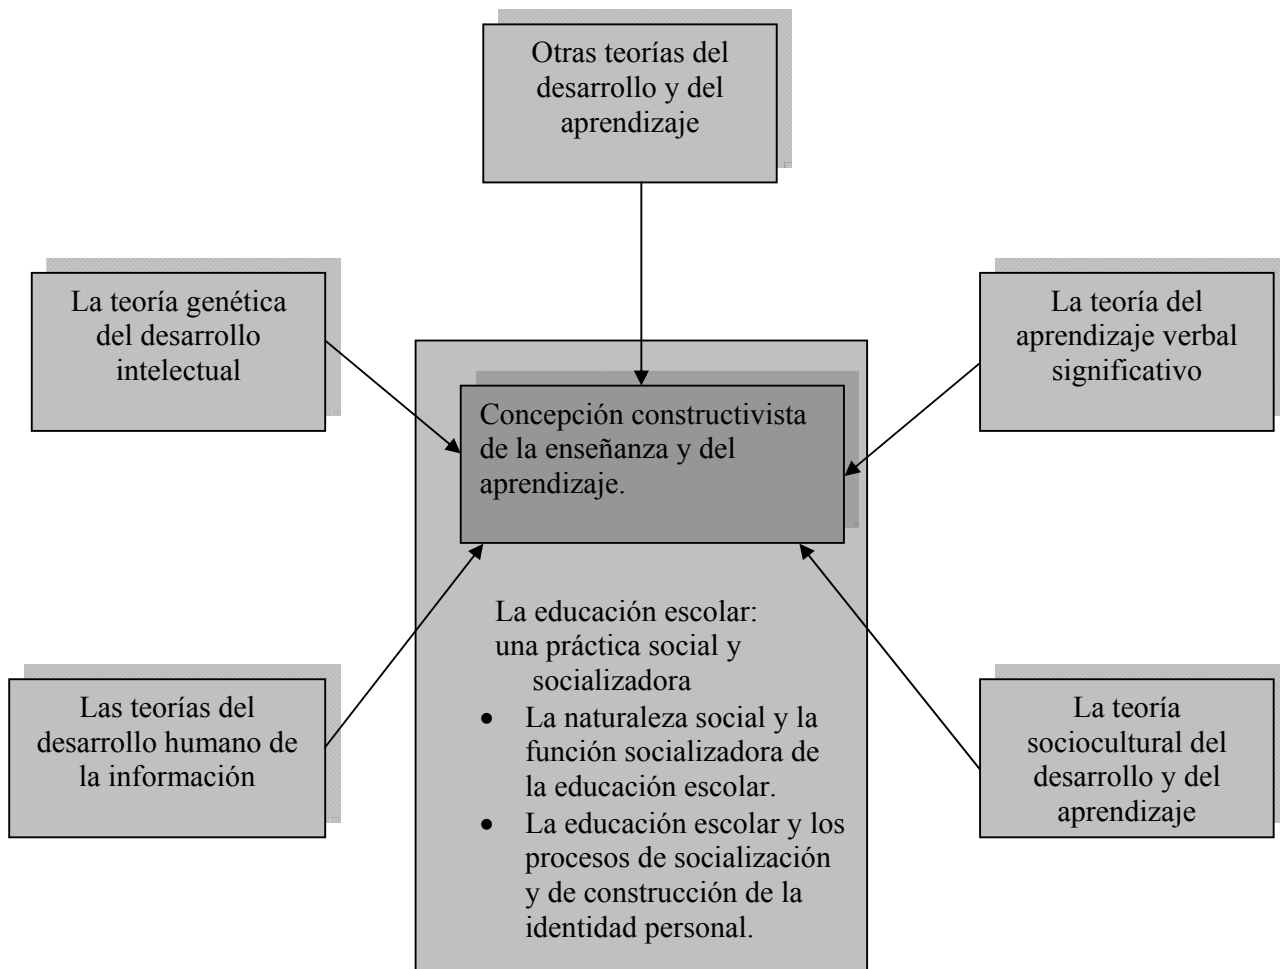 Otras teorías del
desarrollo y del
aprendizaje
La teoría genética
del desarrollo
intelectual
La teoría del
aprendizaje verbal
significativo
Concepción constructivista
de la enseñanza y del
aprendizaje.
Las teorías del
desarrollo humano de
la información
La educación escolar:
una práctica social y
socializadora
• La naturaleza social y la
función socializadora de
la educación escolar.
• La educación escolar y los
procesos de socialización
y de construcción de la
identidad personal.
La teoría
sociocultural del
desarrollo y del
aprendizaje